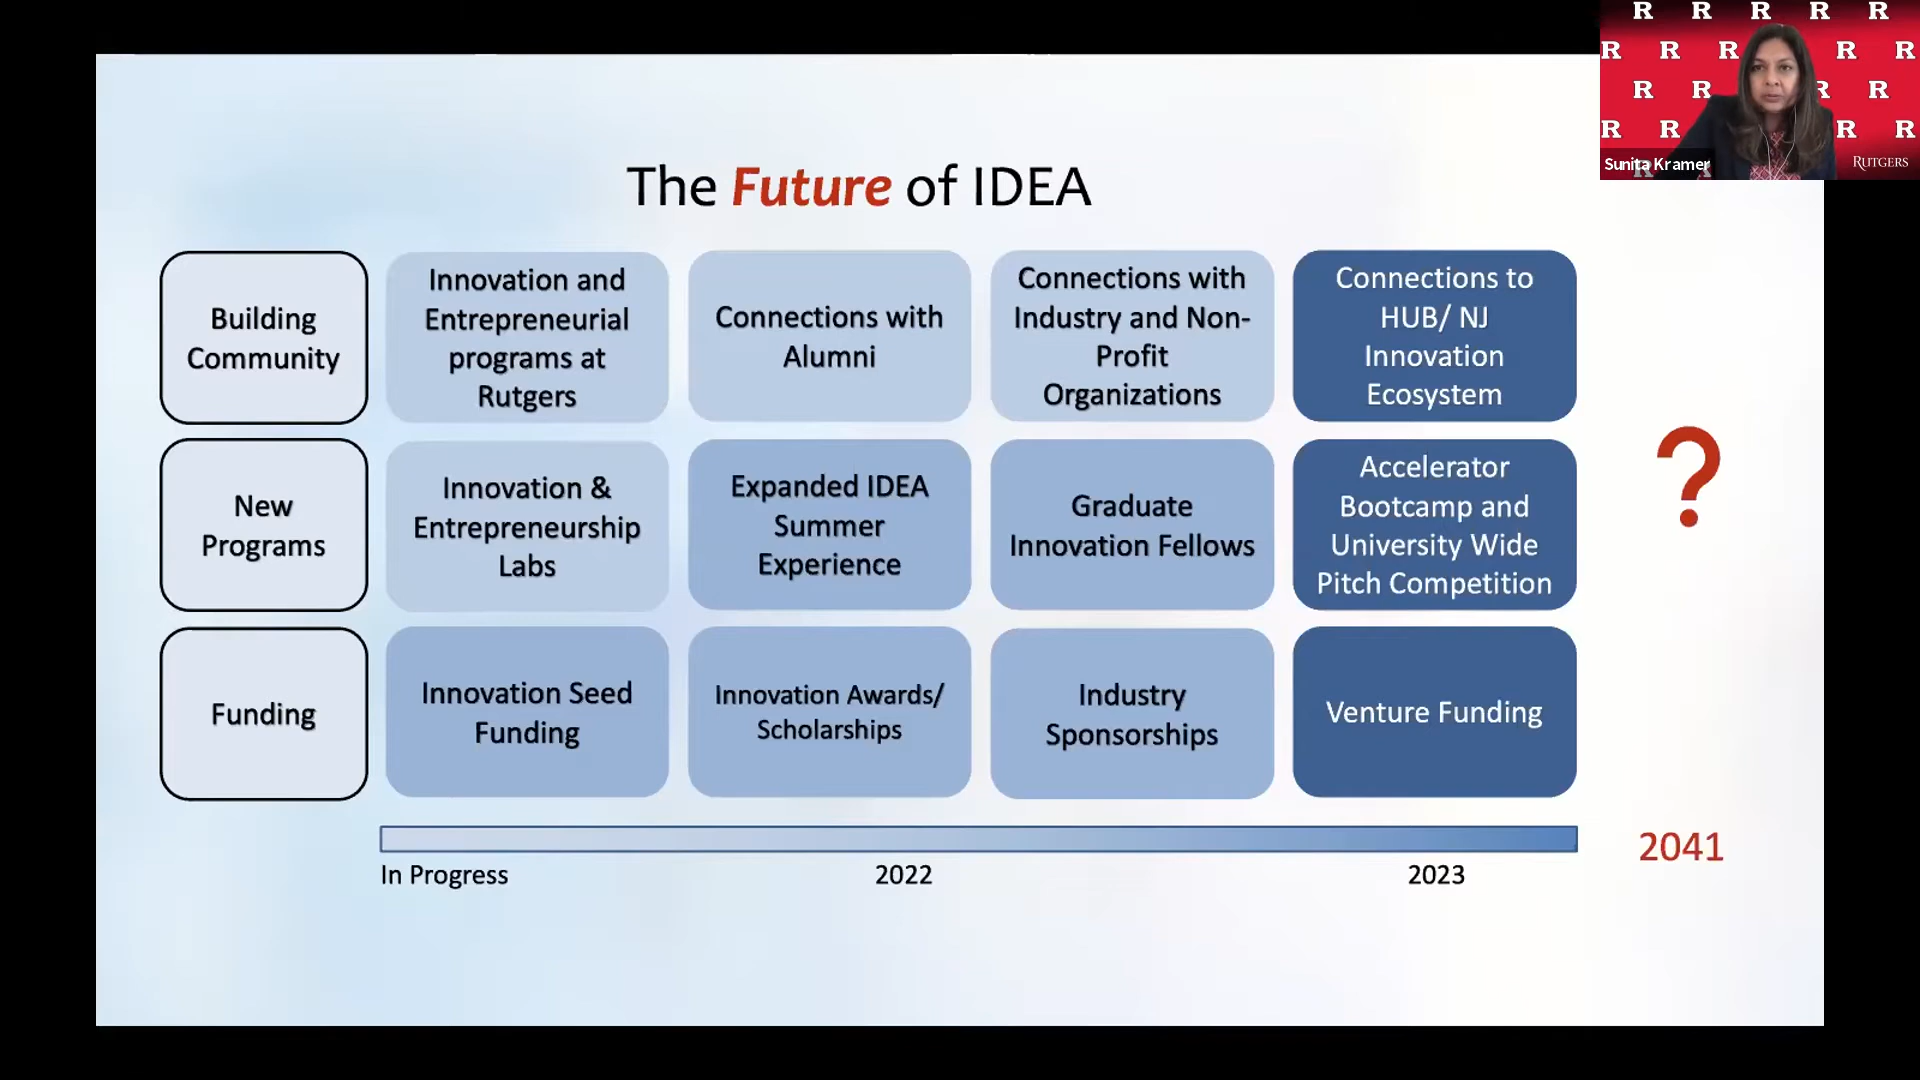 Sunita Kramer
RUTGERS
The Future of IDEA
Building
Community
Innovation and
Entrepreneurial
programs at
Rutgers
Connections with
Alumni
Connections with
Industry and Non-
Profit
Organizations
Connections to
HUB/ NJ
Innovation
Ecosystem
New
Programs
Innovation &
Entrepreneurship
Labs
Expanded IDEA
Summer
Experience
Graduate
Innovation Fellows
Accelerator
Bootcamp and
University Wide
Pitch Competition
?
Funding
Innovation Seed
Funding
Innovation Awards/
Scholarships
Industry
Sponsorships
Venture Funding
In Progress
2022
2023
2041
R R R R R
R R R R R
R R R R
R R R R